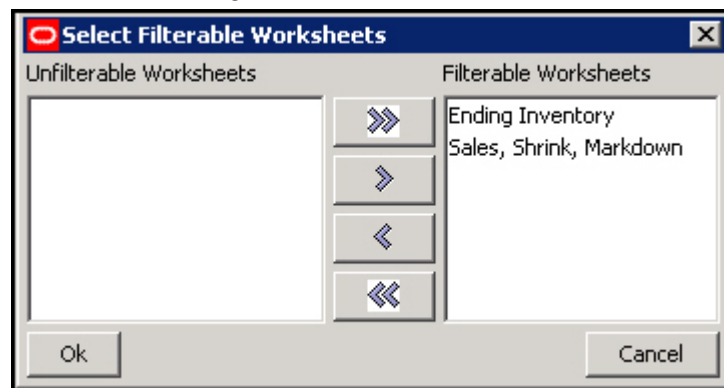 Select Filterable Worksheets
Unfilterable Worksheets
Filterable Worksheets
Ending Inventory
Sales, Shrink, Markdown
Ok
Cancel